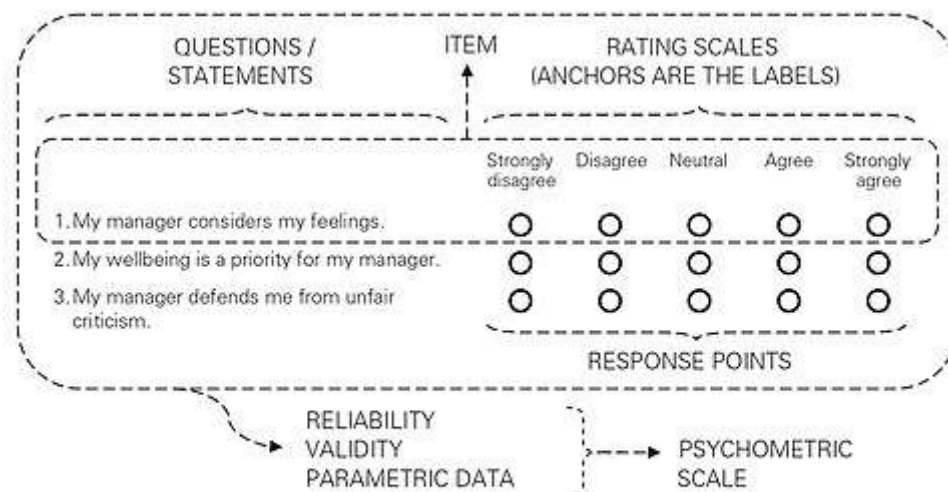 QUESTIONS /
STATEMENTS
ITEM
RATING SCALES
(ANCHORS ARE THE LABELS)
Strongly
disagree
Disagree
Neutral
Agree
Strongly
agree
1. My manager considers my feelings.
2. My wellbeing is a priority for my manager.
3. My manager defends me from unfair
criticism.
RESPONSE POINTS
RELIABILITY
VALIDITY
PARAMETRIC DATA
PSYCHOMETRIC
SCALE